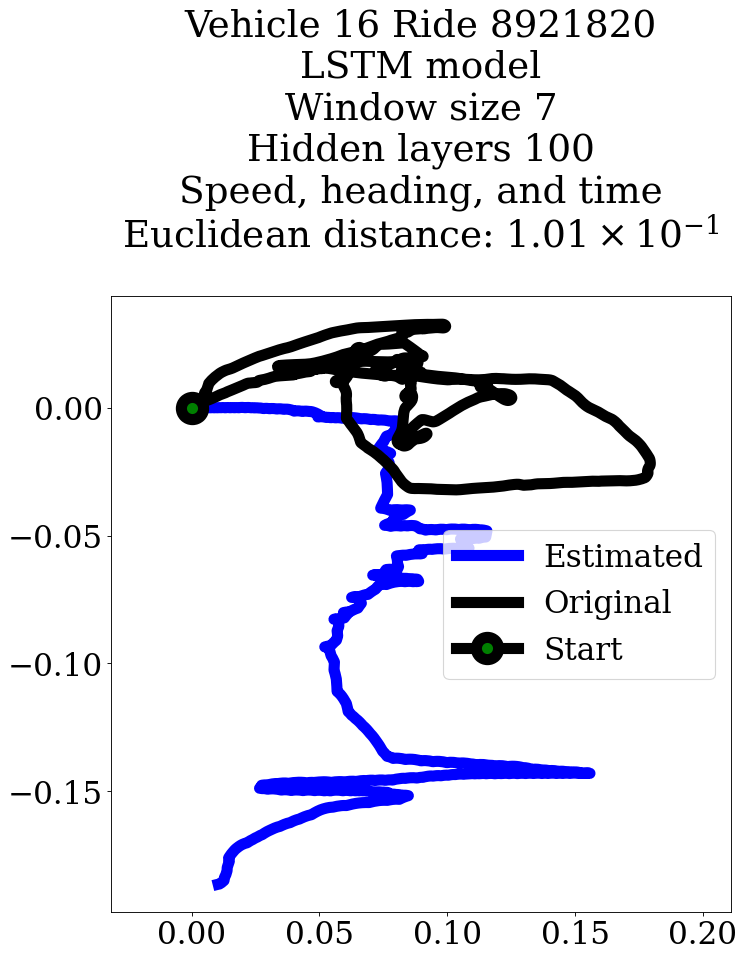 Vehicle 16 Ride 8921820
LSTM model
Window size 7
Hidden layers 100
Speed, heading, and time
Euclidean distance: 1.01 × 10⁻¹
0.00
−0.05
−0.10
−0.15
Estimated
Original
Start
0.00 0.05 0.10 0.15 0.20